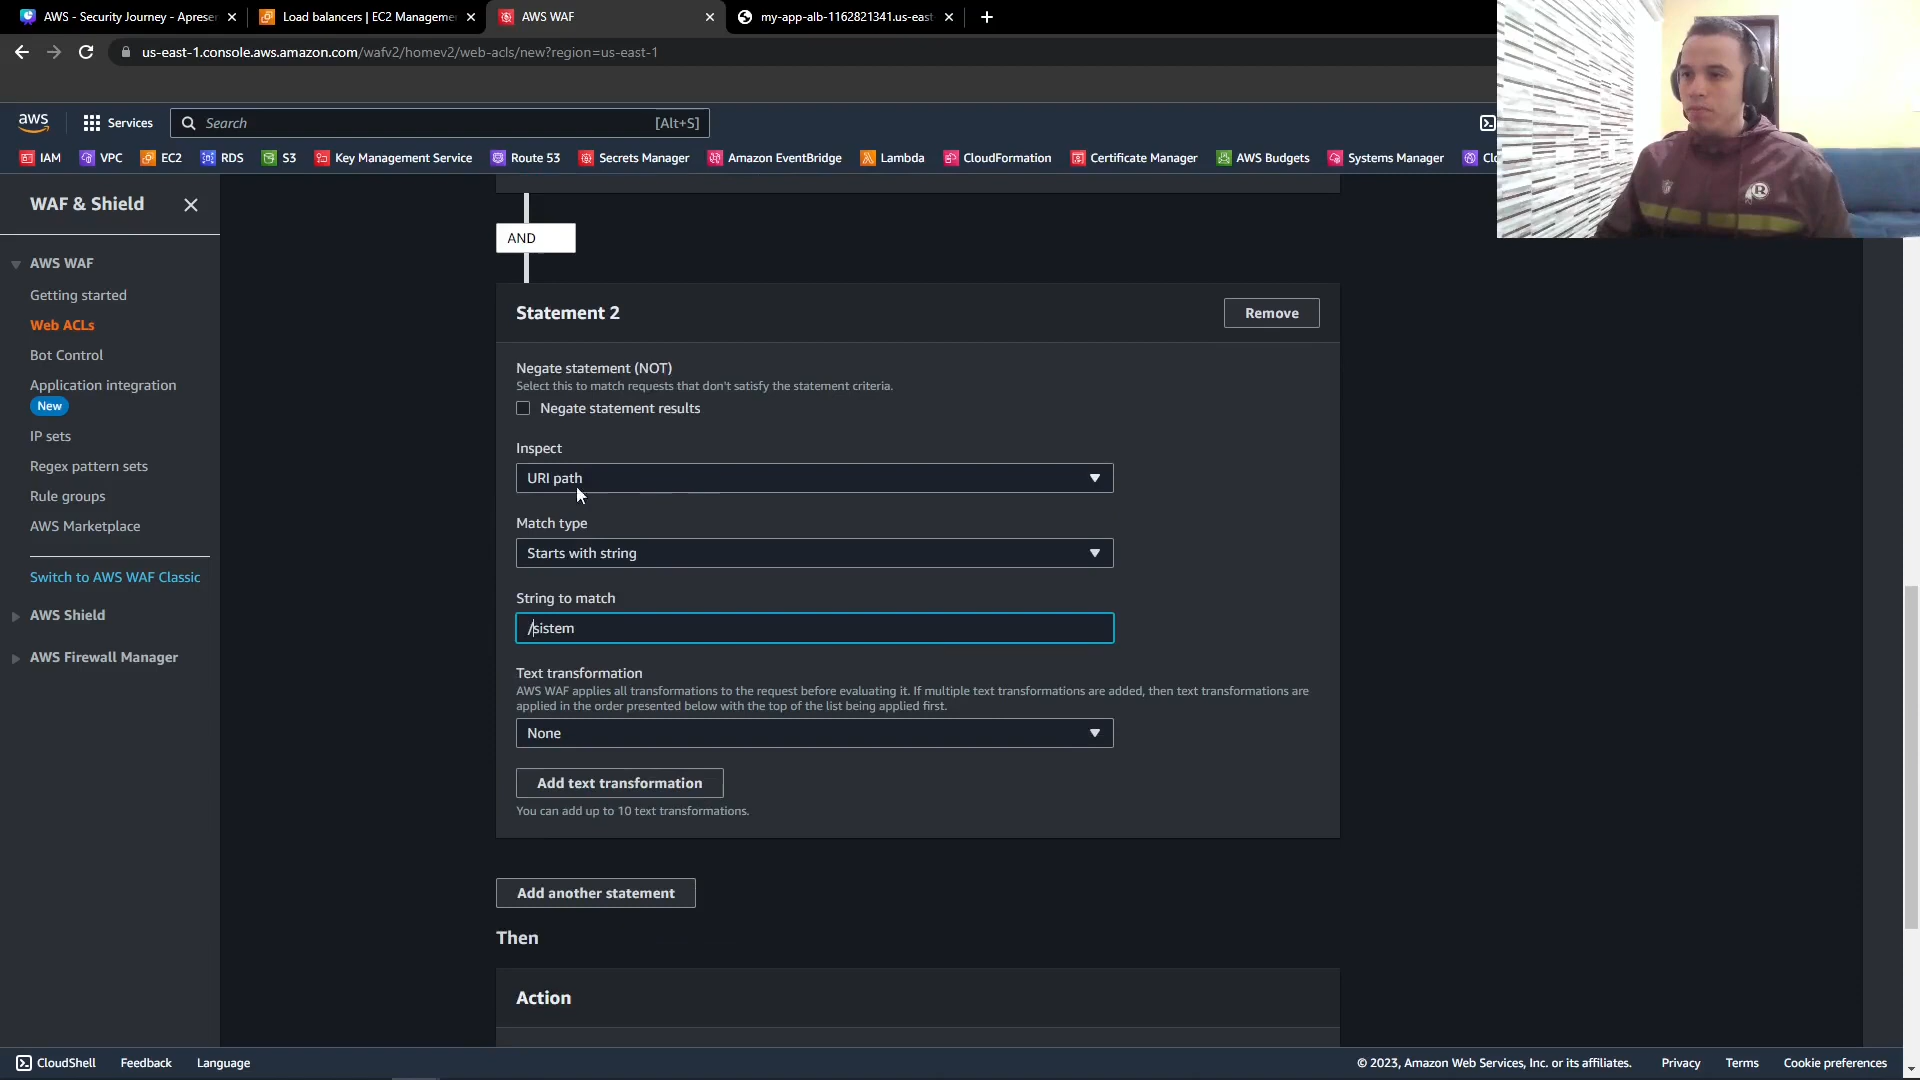 AWS - Security Journey - Aprese
Load balancers | EC2 Manageme
AWS WAF
my-app-alb-1162821341.us-east
us-east-1.console.aws.amazon.com/wafv2/homev2/web-acls/new?region=us-east-1
aws
Services
Search
[Alt+S]
IAM
VPC
EC2
RDS
S3
Key Management Service
Route 53
Secrets Manager
Amazon EventBridge
Lambda
CloudFormation
Certificate Manager
AWS Budgets
Systems Manager
Clo
WAF & Shield
AWS WAF
Getting started
Web ACLs
Bot Control
Application integration
New
IP sets
Regex pattern sets
Rule groups
AWS Marketplace
Switch to AWS WAF Classic
AWS Shield
AWS Firewall Manager
AND
Statement 2
Remove
Negate statement (NOT)
Select this to match requests that don't satisfy the statement criteria.
Negate statement results
Inspect
URI path
Match type
Starts with string
String to match
/sistem
Text transformation
AWS WAF applies all transformations to the request before evaluating it. If multiple text transformations are added, then text transformations are
applied in the order presented below with the top of the list being applied first.
None
Add text transformation
You can add up to 10 text transformations.
Add another statement
Then
Action
CloudShell
Feedback
Language
© 2023, Amazon Web Services, Inc. or its affiliates.
Privacy
Terms
Cookie preferences